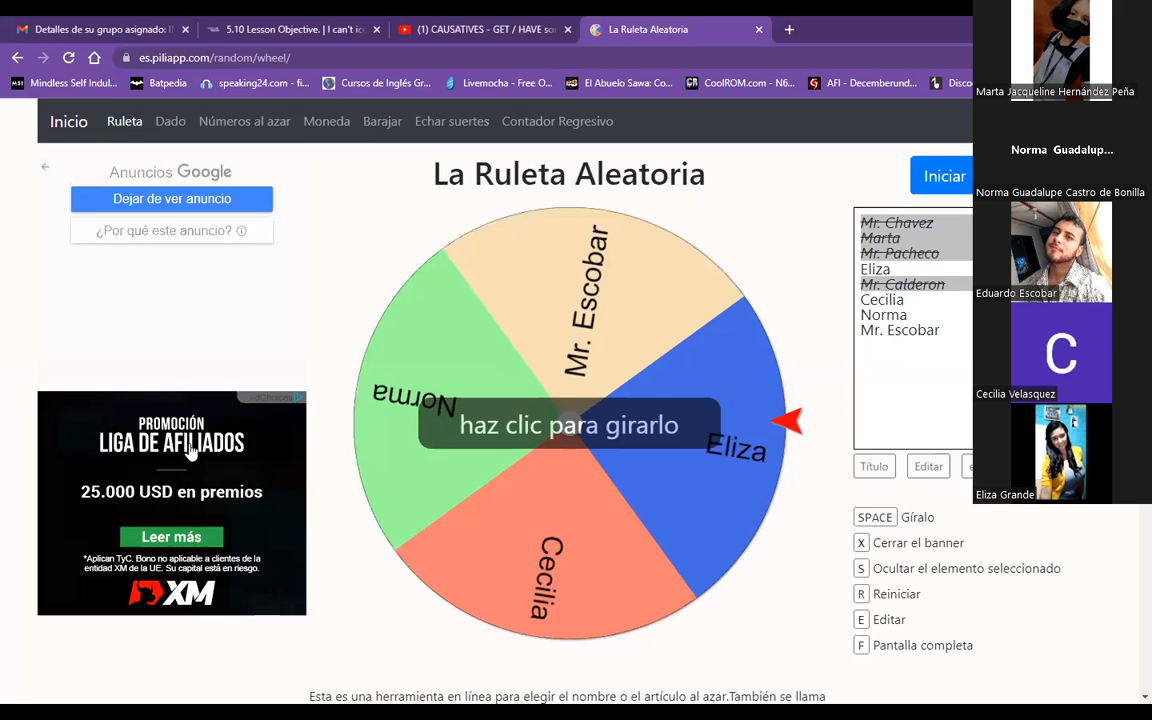 Detalles de su grupo asignado: I
5.10 Lesson Objective. | I can't ic
(1) CAUSATIVES - GET / HAVE so
La Ruleta Aleatoria
es.piliapp.com/random/wheel/
Mindless Self Indul...
Batpedia
speaking24.com - fi...
Cursos de Inglés Gr...
Livemocha - Free O...
El Abuelo Sawa: Co...
CoolROM.com - N6...
AFI - Decemberund...
Disco
Inicio
Ruleta
Dado
Números al azar
Moneda
Barajar
Echar suertes
Contador Regresivo
Anuncios Google
Dejar de ver anuncio
¿Por qué este anuncio?
AdChoices
PROMOCIÓN
LIGA DE AFILIADOS
25.000 USD en premios
Leer más
*Aplican TyC. Bono no aplicable a clientes de la
entidad XM de la UE. Su capital está en riesgo.
XM
La Ruleta Aleatoria
Mr. Escobar
Norma
Eliza
Cecilia
haz clic para girarlo
Iniciar
Mr. Chavez
Marta
Mr. Pacheco
Eliza
Mr. Calderon
Cecilia
Norma
Mr. Escobar
Título
Editar
SPACE Gíralo
X Cerrar el banner
S Ocultar el elemento seleccionado
R Reiniciar
E Editar
F Pantalla completa
Esta es una herramienta en línea para elegir el nombre o el artículo al azar.También se llama
Marta Jacqueline Hernández Peña
Norma Guadalup...
Norma Guadalupe Castro de Bonilla
Eduardo Escobar
C
Cecilia Velasquez
Eliza Grande